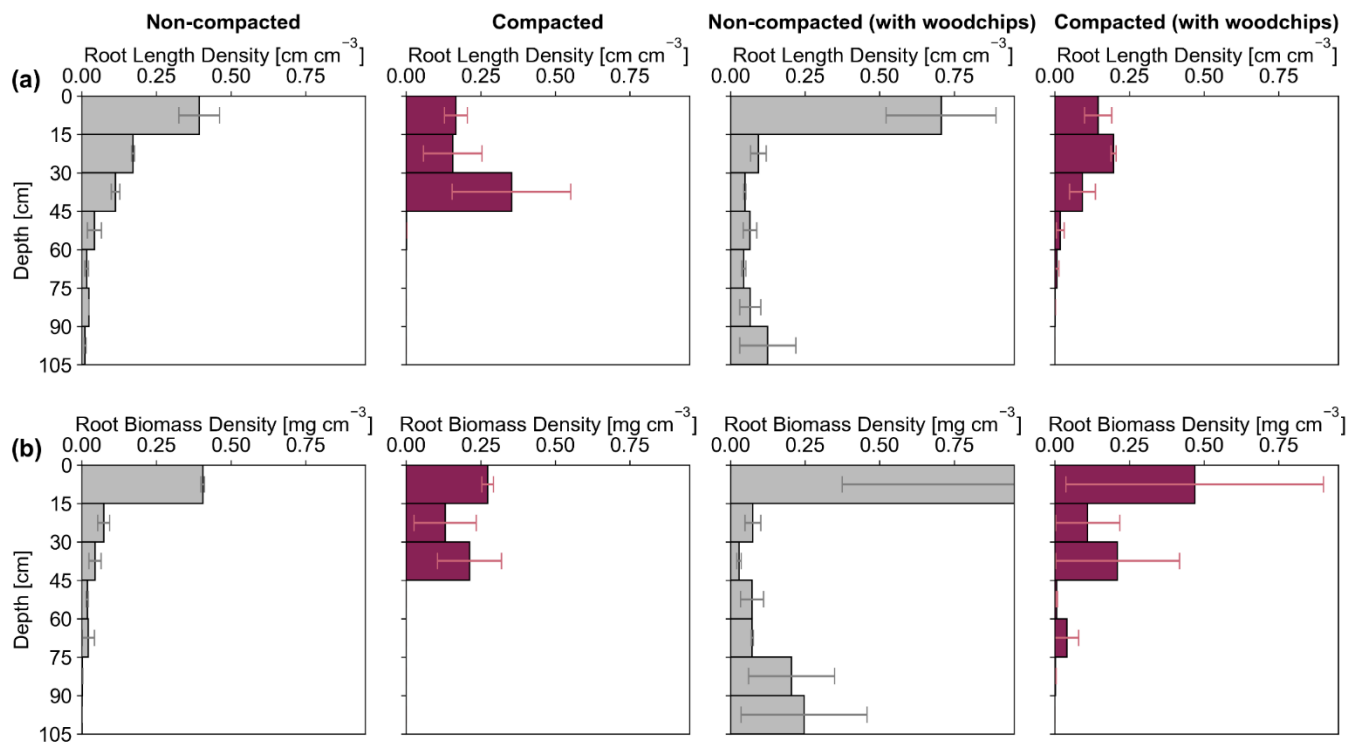 Non-compacted Compacted Non-compacted (with woodchips) Compacted (with woodchips)
Root Length Density [cm cm⁻³] Root Length Density [cm cm⁻³] Root Length Density [cm cm⁻³] Root Length Density [cm cm⁻³]
(a) 0.00 0.25 0.50 0.75 0.00 0.25 0.50 0.75 0.00 0.25 0.50 0.75 0.00 0.25 0.50 0.75
0
15
30
45
60
75
90
105
Depth [cm]
Root Biomass Density [mg cm⁻³] Root Biomass Density [mg cm⁻³] Root Biomass Density [mg cm⁻³] Root Biomass Density [mg cm⁻³]
(b) 0.00 0.25 0.50 0.75 0.00 0.25 0.50 0.75 0.00 0.25 0.50 0.75 0.00 0.25 0.50 0.75
0
15
30
45
60
75
90
105
Depth [cm]